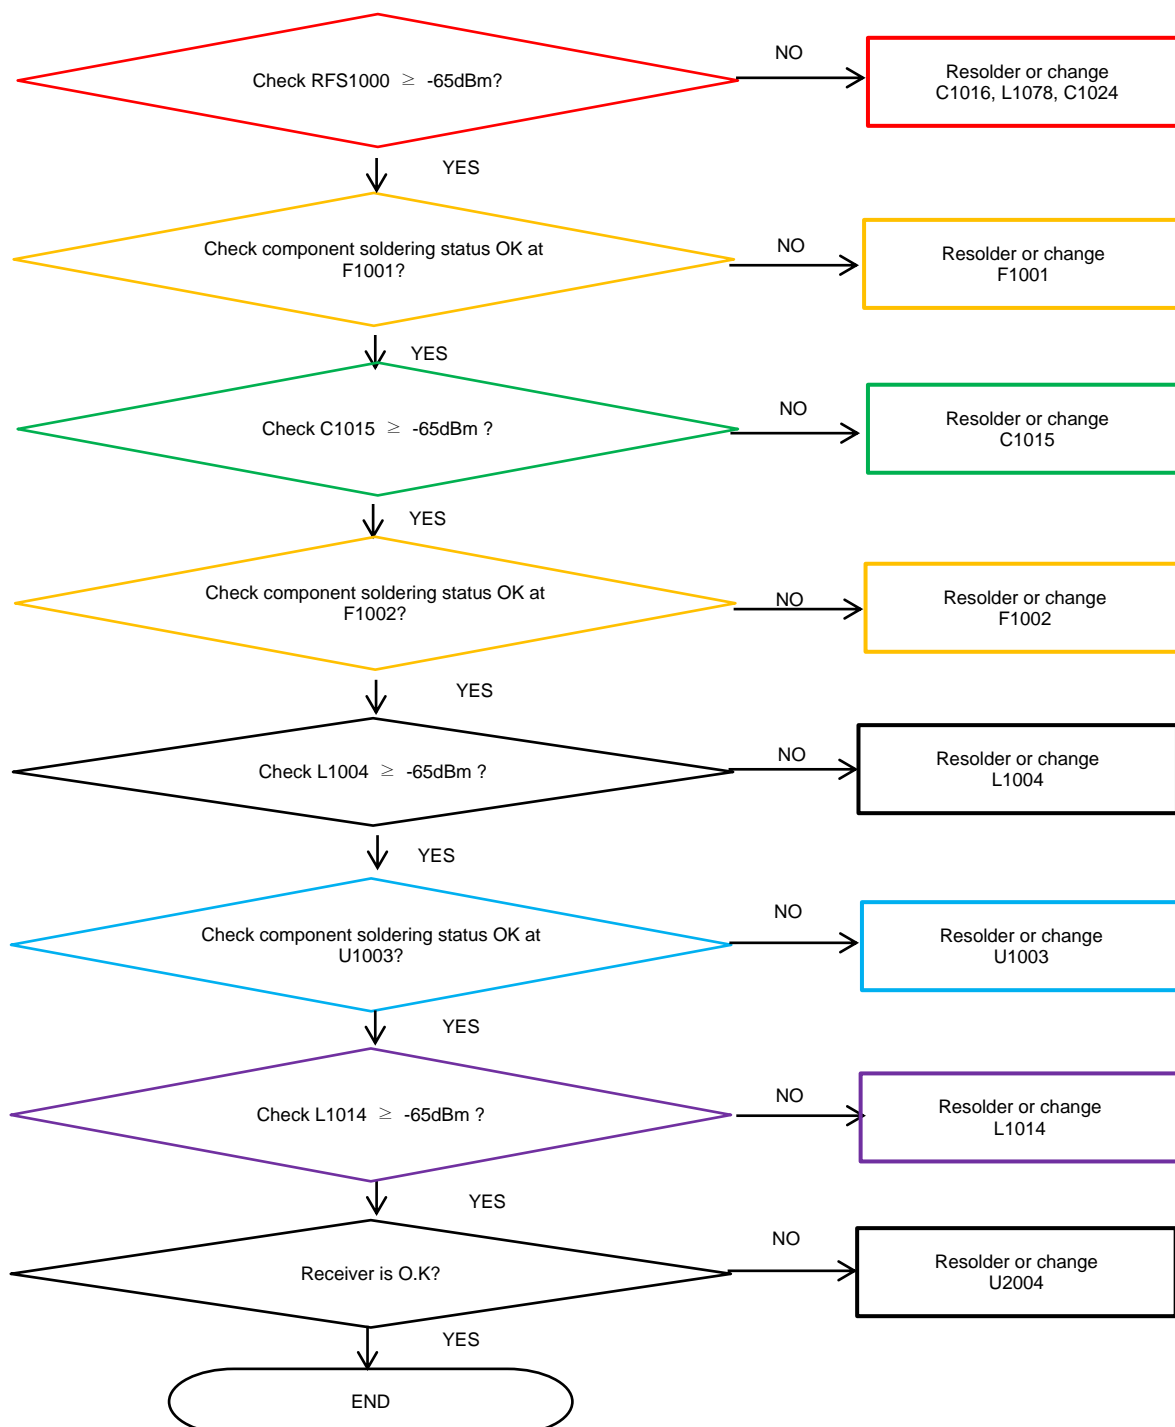 Check RFS1000 ≥ -65dBm?
NO
Resolder or change
C1016, L1078, C1024
YES
Check component soldering status OK at
F1001?
NO
Resolder or change
F1001
YES
Check C1015 ≥ -65dBm ?
NO
Resolder or change
C1015
YES
Check component soldering status OK at
F1002?
NO
Resolder or change
F1002
YES
Check L1004 ≥ -65dBm ?
NO
Resolder or change
L1004
YES
Check component soldering status OK at
U1003?
NO
Resolder or change
U1003
YES
Check L1014 ≥ -65dBm ?
NO
Resolder or change
L1014
YES
Receiver is O.K?
NO
Resolder or change
U2004
YES
END